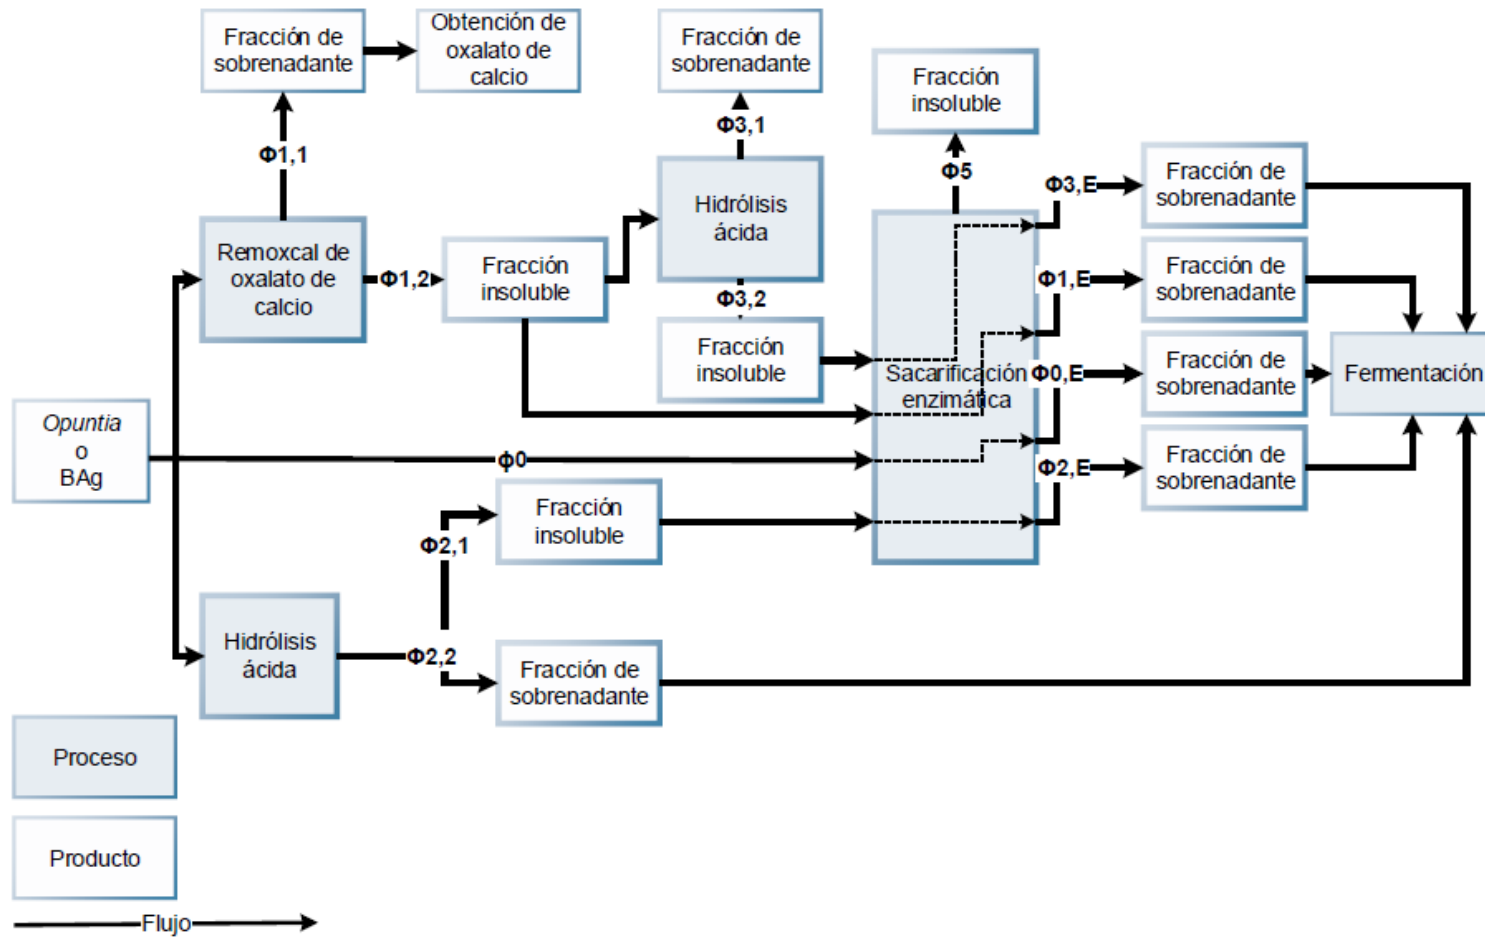 Fracción de
sobrenadante
Obtención de
oxalato de
calcio
Fracción de
sobrenadante
Fracción
insoluble
Φ1,1
Φ3,1
Φ5
Φ3,E
Fracción de
sobrenadante
Remoxcal de
oxalato de
calcio
Φ1,2
Fracción
insoluble
Hidrólisis
ácida
Φ3,2
Fracción
insoluble
Sacarificación
enzimática
Φ1,E
Fracción de
sobrenadante
Φ0,E
Fracción de
sobrenadante
Fermentación
Opuntia
o
BAg
ϕ0
Φ2,E
Fracción de
sobrenadante
Φ2,1
Fracción
insoluble
Hidrólisis
ácida
Φ2,2
Fracción de
sobrenadante
Proceso
Producto
Flujo